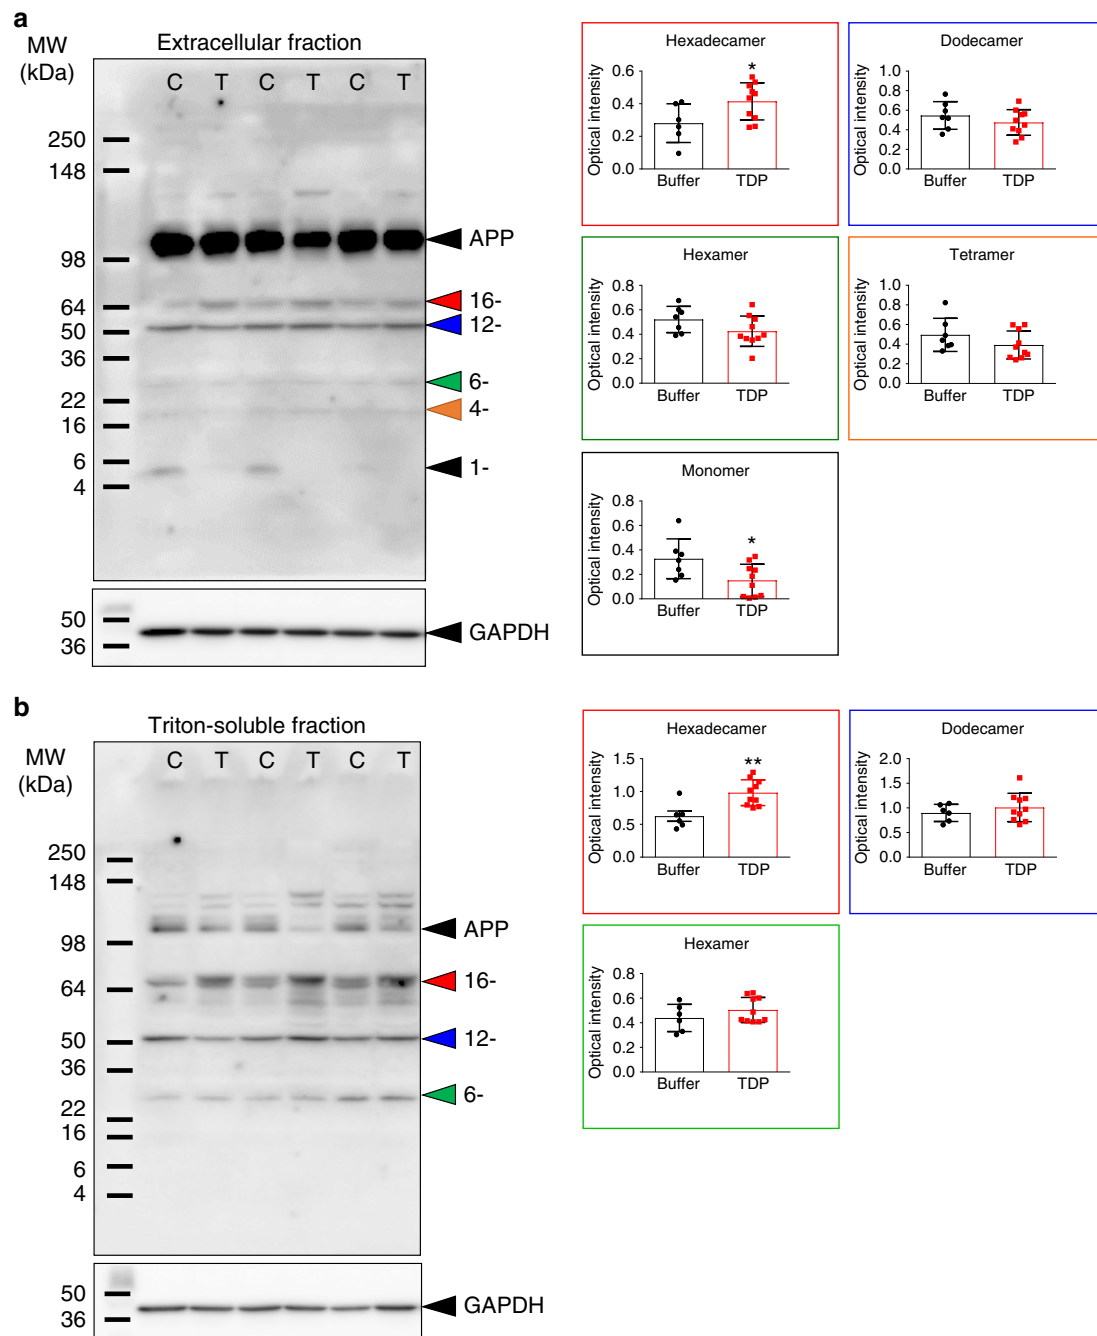 a
MW
(kDa)
Extracellular fraction
C T C T C T
250
148
98
64
50
36
22
16
6
4
APP
16-
12-
6-
4-
1-
50
36
GAPDH
Hexadecamer
*
Optical intensity
0.6
0.4
0.2
0.0
Buffer TDP
Dodecamer
Optical intensity
1.0
0.8
0.6
0.4
0.2
0.0
Buffer TDP
Hexamer
Optical intensity
0.8
0.6
0.4
0.2
0.0
Buffer TDP
Tetramer
Optical intensity
1.0
0.8
0.6
0.4
0.2
0.0
Buffer TDP
Monomer
*
Optical intensity
0.8
0.6
0.4
0.2
0.0
Buffer TDP
b
MW
(kDa)
Triton-soluble fraction
C T C T C T
250
148
98
64
50
36
22
16
6
4
APP
16-
12-
6-
50
36
GAPDH
Hexadecamer
**
Optical intensity
1.5
1.0
0.5
0.0
Buffer TDP
Dodecamer
Optical intensity
2.0
1.5
1.0
0.5
0.0
Buffer TDP
Hexamer
Optical intensity
0.8
0.6
0.4
0.2
0.0
Buffer TDP